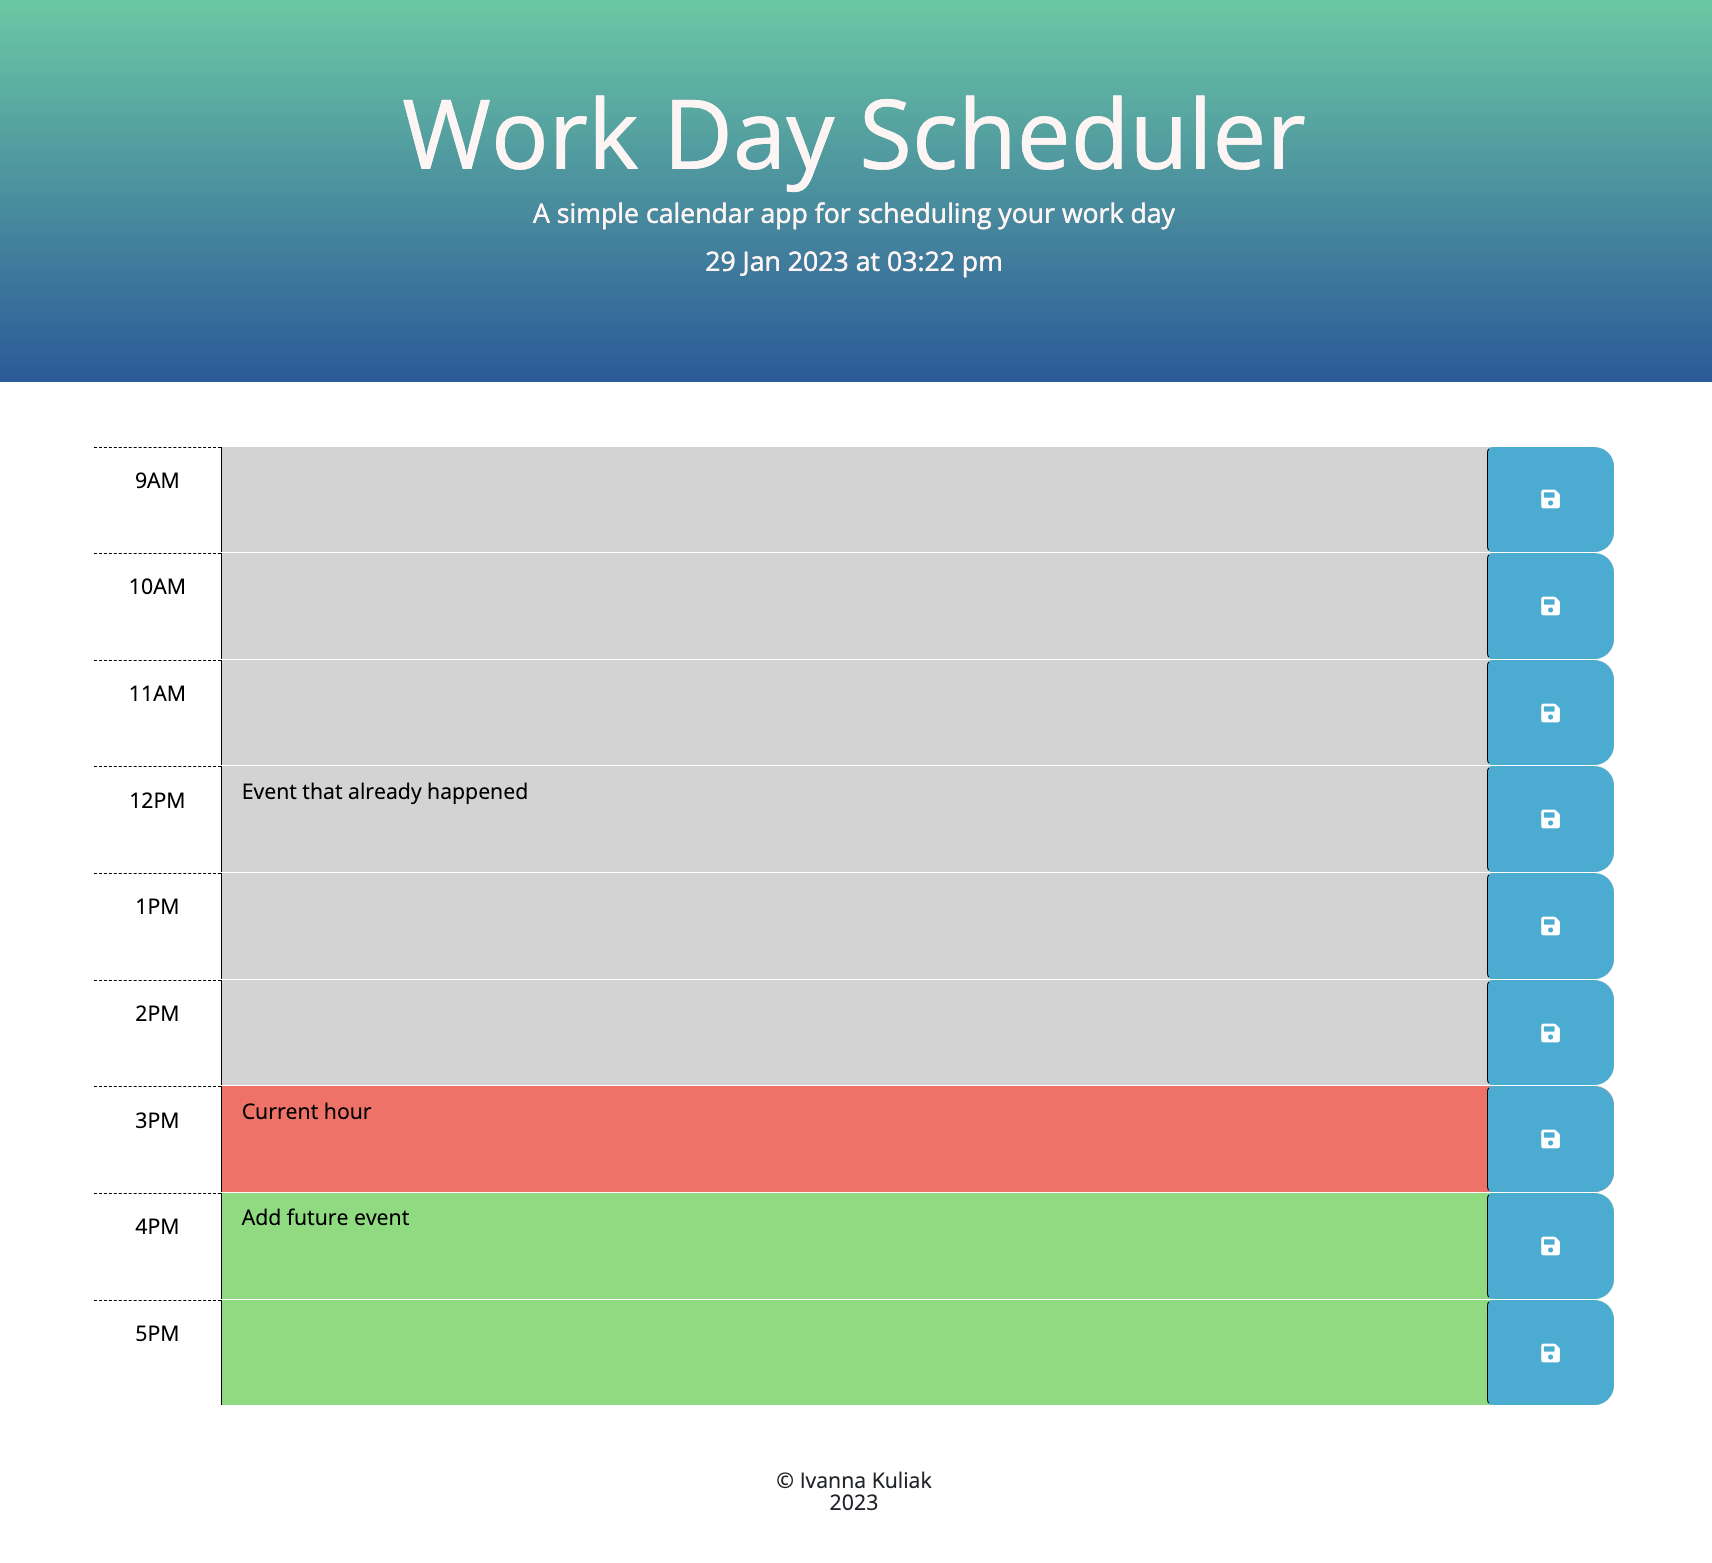 Work Day Scheduler
A simple calendar app for scheduling your work day
29 Jan 2023 at 03:22 pm
9AM
10AM
11AM
12PM Event that already happened
1PM
2PM
3PM Current hour
4PM Add future event
5PM
© Ivanna Kuliak
2023